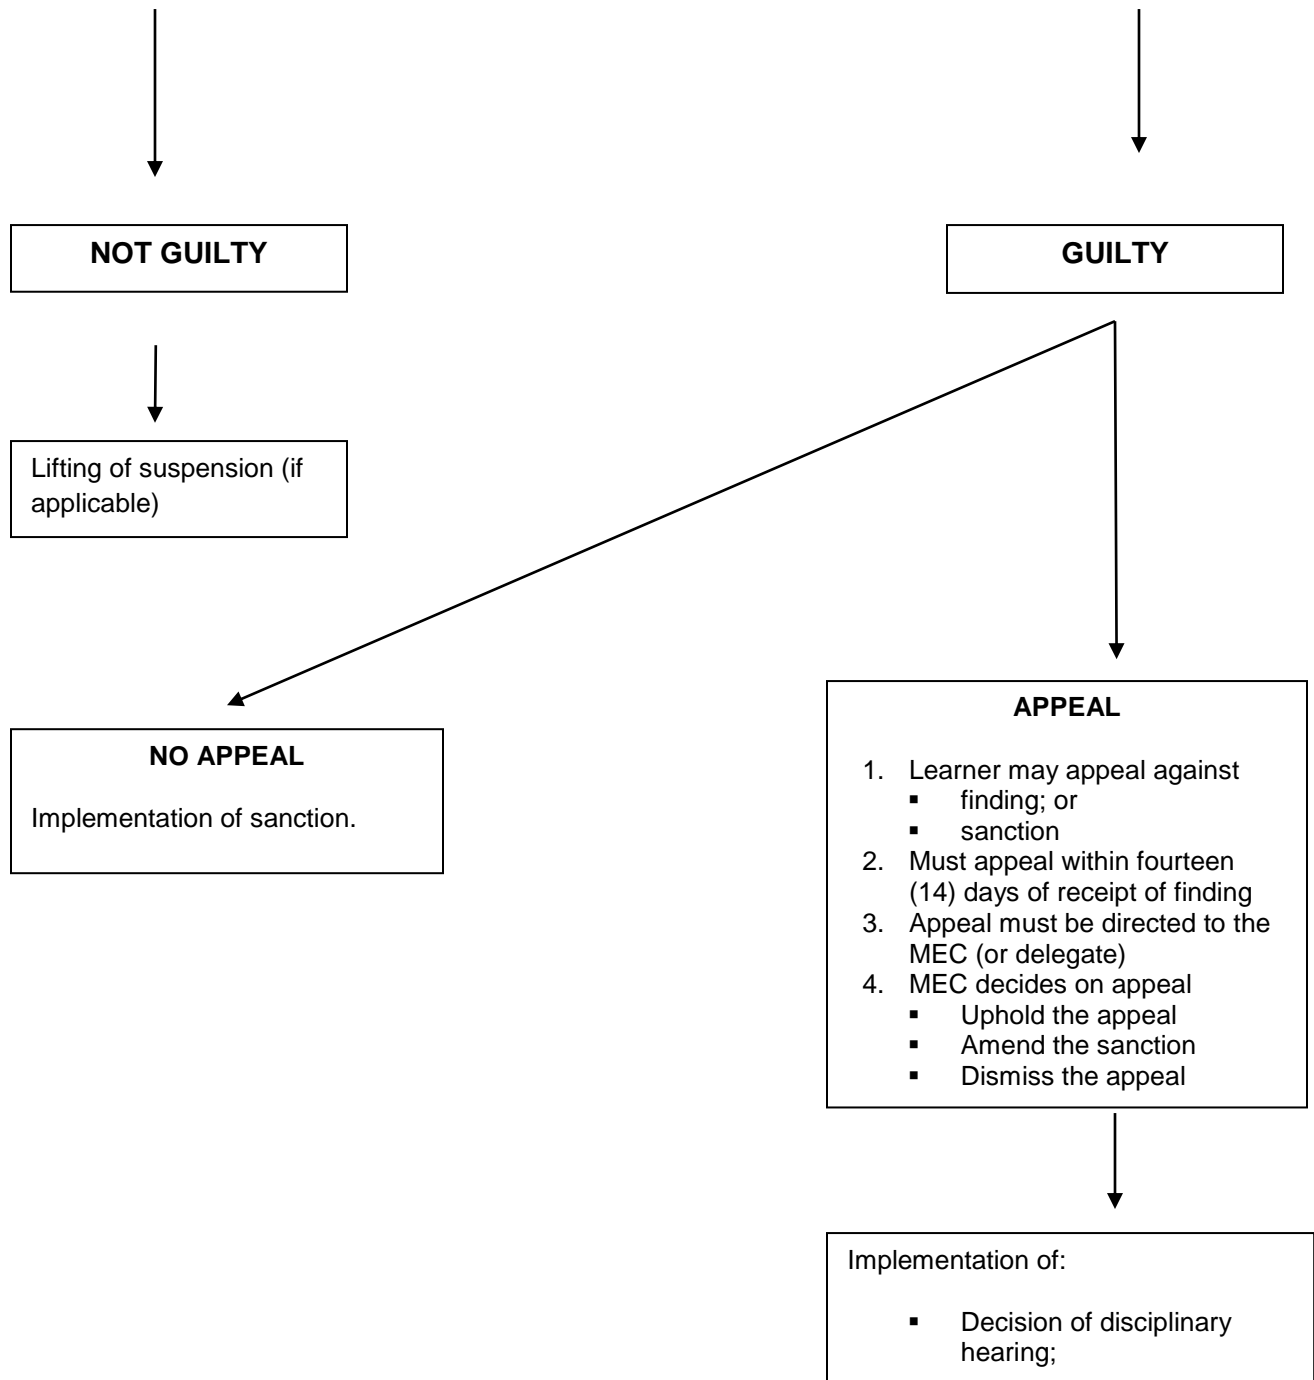 NOT GUILTY
GUILTY
Lifting of suspension (if
applicable)
NO APPEAL
Implementation of sanction.
APPEAL
1. Learner may appeal against
▪ finding; or
▪ sanction
2. Must appeal within fourteen
(14) days of receipt of finding
3. Appeal must be directed to the
MEC (or delegate)
4. MEC decides on appeal
▪ Uphold the appeal
▪ Amend the sanction
▪ Dismiss the appeal
Implementation of:
▪ Decision of disciplinary
hearing;